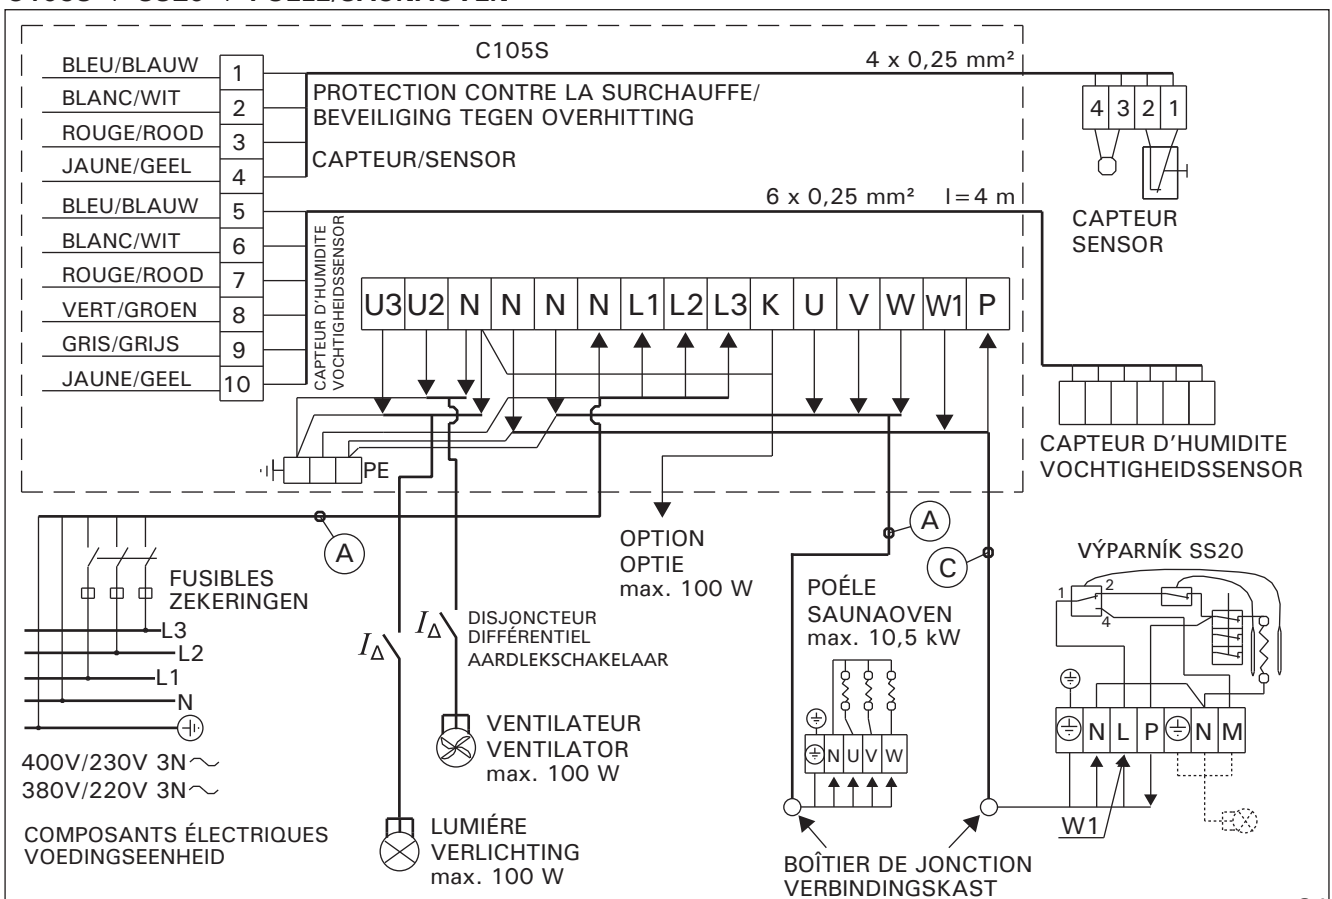 C105S
4 x 0,25 mm²
BLEU/BLAUW 1
BLANC/WIT 2
ROUGE/ROOD 3
JAUNE/GEEL 4
BLEU/BLAUW 5
BLANC/WIT 6
ROUGE/ROOD 7
VERT/GROEN 8
GRIS/GRIJS 9
JAUNE/GEEL 10
PROTECTION CONTRE LA SURCHAUFFE/
BEVEILIGING TEGEN OVERHITTING
CAPTEUR/SENSOR
4 3 2 1
CAPTEUR
SENSOR
6 x 0,25 mm² l = 4 m
CAPTEUR D'HUMIDITE
VOCHTIGHEIDSSENSOR
U3 U2 N N N N L1 L2 L3 K U V W W1 P
CAPTEUR D'HUMIDITE
VOCHTIGHEIDSSENSOR
PE
A
A
C
OPTION
OPTIE
max. 100 W
FUSIBLES
ZEKERINGEN
L3
L2
L1
N
400V/230V 3N~
380V/220V 3N~
COMPOSANTS ÉLECTRIQUES
VOEDINGSEENHEID
I∆
I∆
DISJONCTEUR
DIFFÉRENTIEL
AARDLEKSCHAKELAAR
VENTILATEUR
VENTILATOR
max. 100 W
LUMIÉRE
VERLICHTING
max. 100 W
POÉLE
SAUNAOVEN
max. 10,5 kW
N U V W
BOÎTIER DE JONCTION
VERBINDINGSKAST
VÝPARNÍK SS20
1 2
4
N L P N M
W1